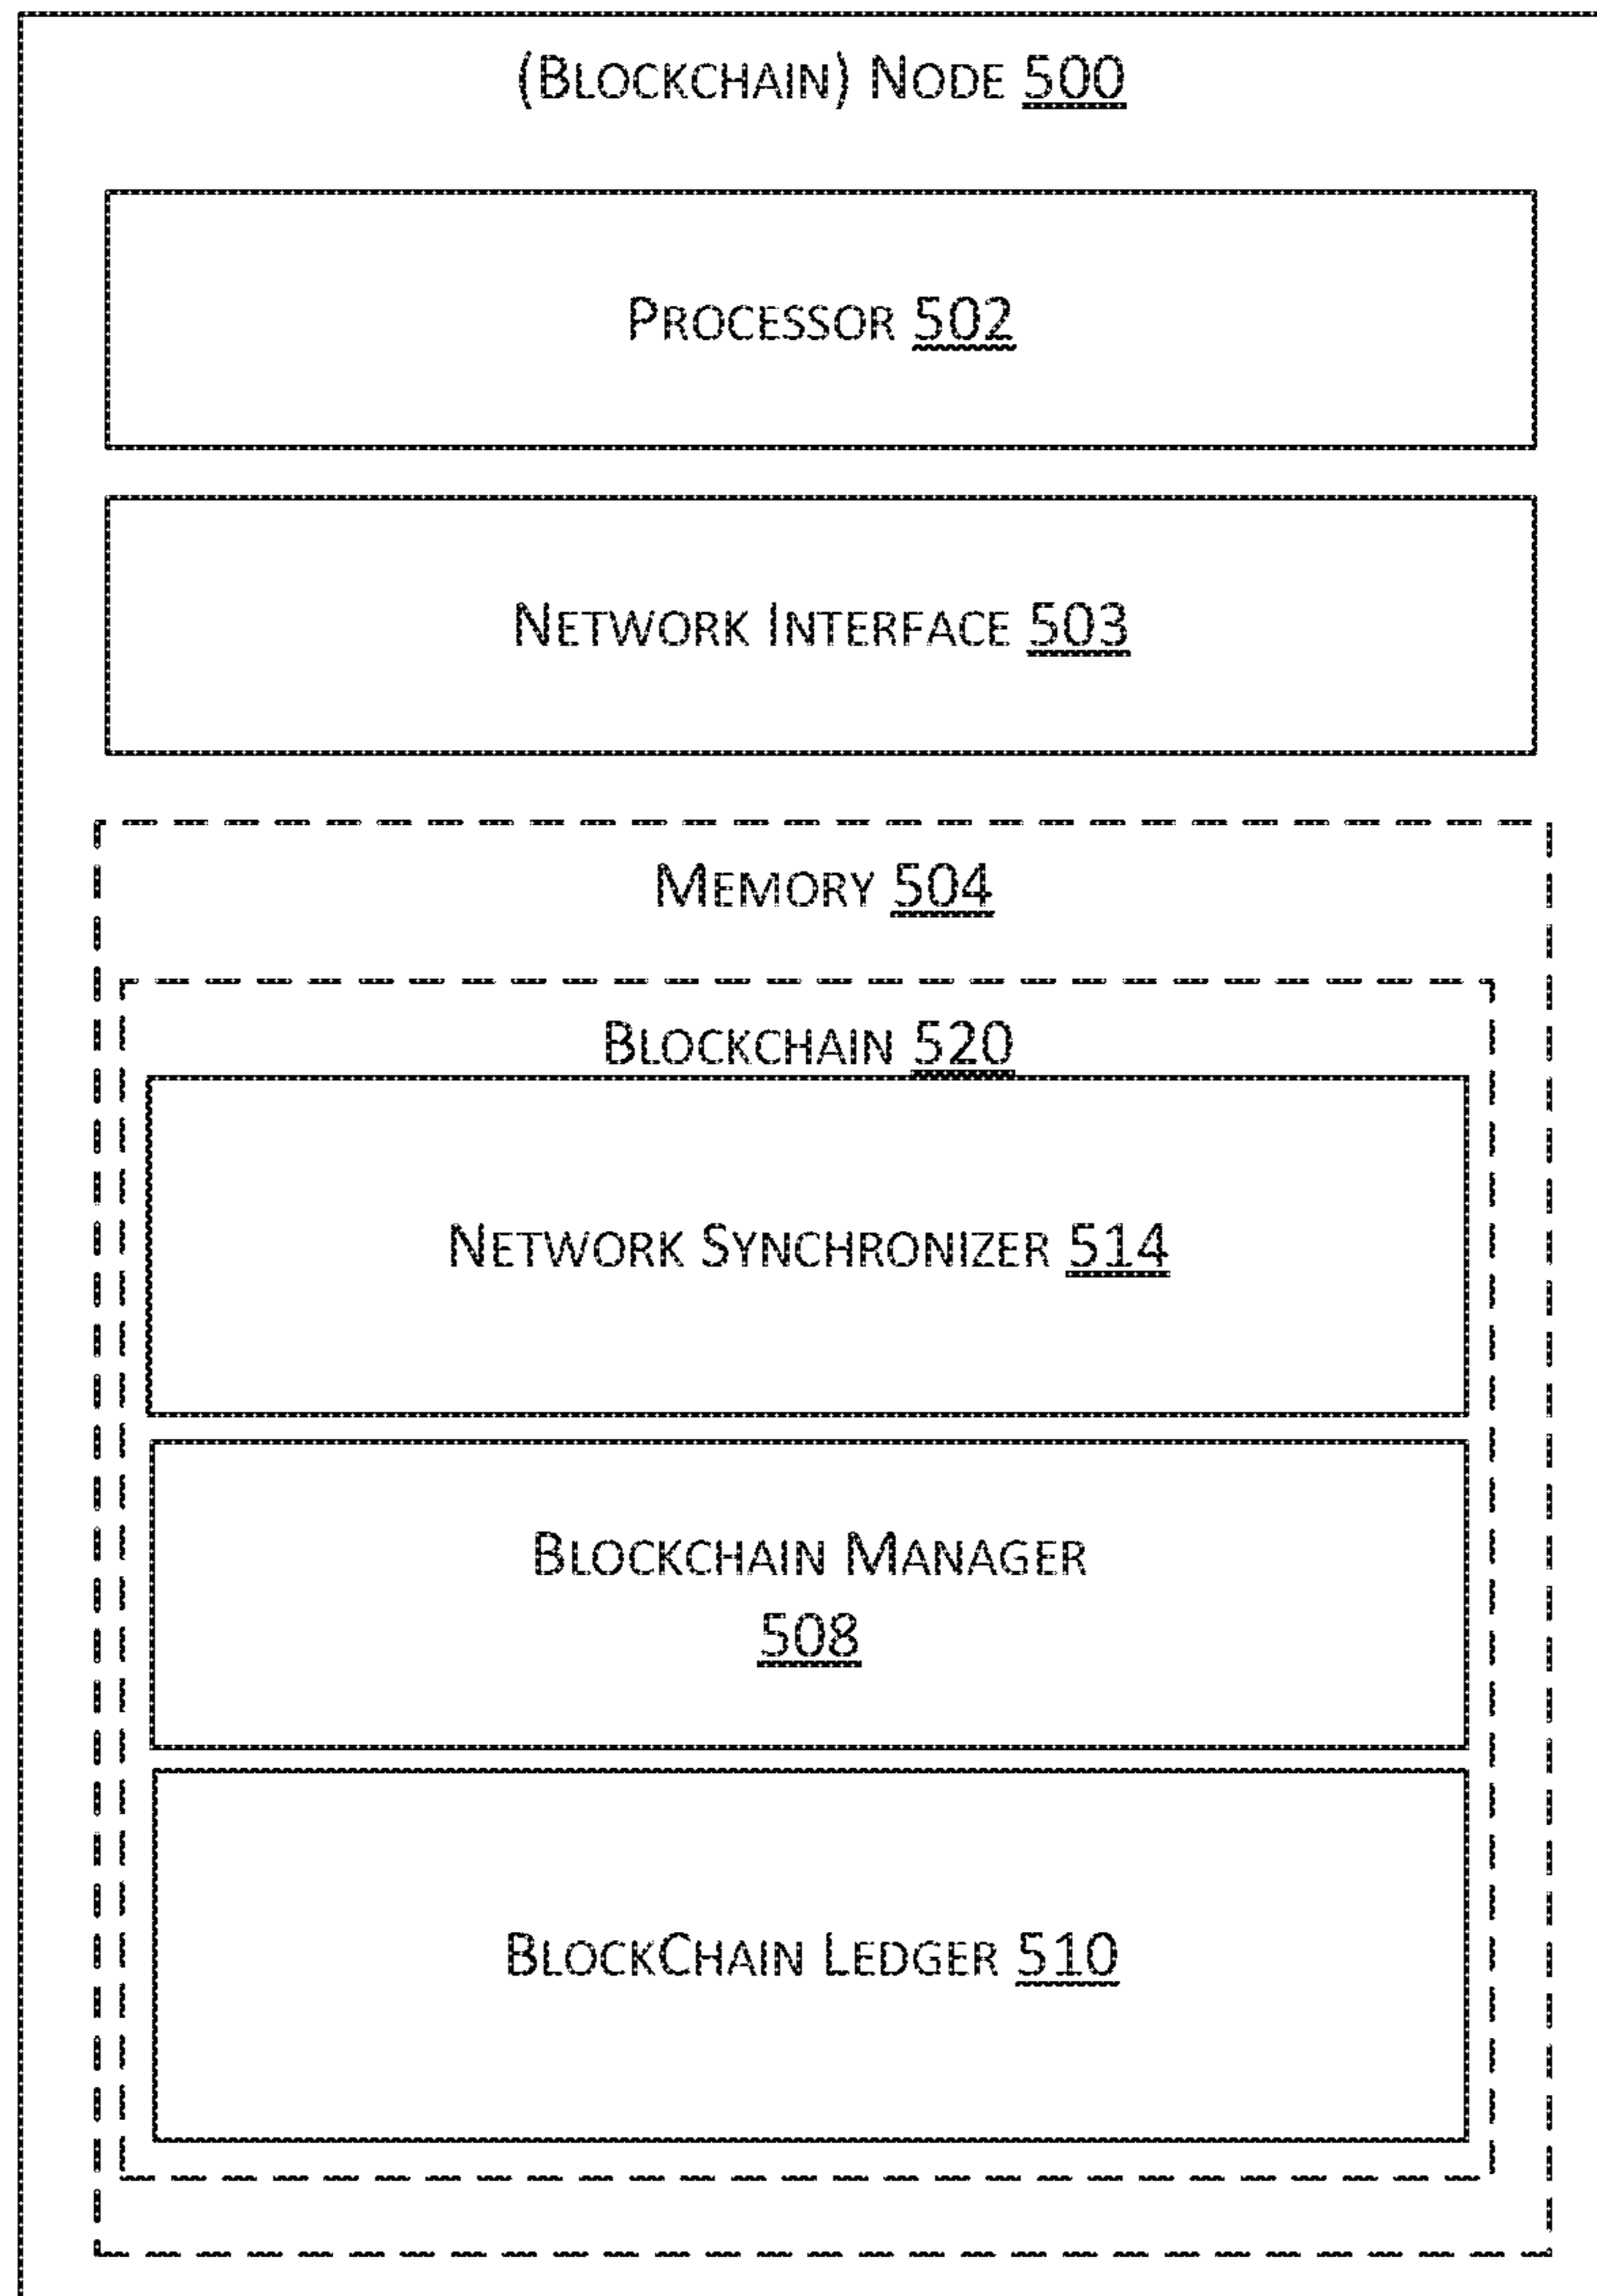 (BLOCKCHAIN) NODE 500
PROCESSOR 502
NETWORK INTERFACE 503
MEMORY 504
BLOCKCHAIN 520
NETWORK SYNCHRONIZER 514
BLOCKCHAIN MANAGER
508
BLOCKCHAIN LEDGER 510